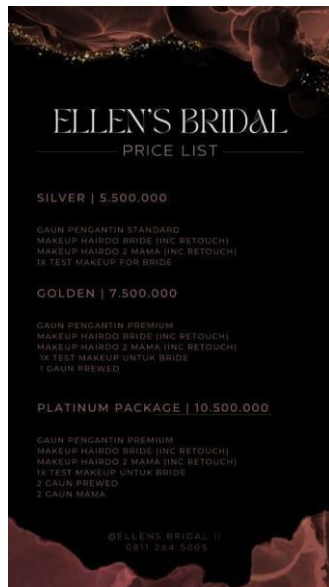 ELLEN'S BRIDAL
PRICE LIST
SILVER | 5.500.000
GAUN PENGANTIN STANDARD
MAKEUP HAIRDO BRIDE (INC RETOUCH)
MAKEUP HAIRDO 2 MAMA (INC RETOUCH)
1X TEST MAKEUP FOR BRIDE
GOLDEN | 7.500.000
GAUN PENGANTIN PREMIUM
MAKEUP HAIRDO BRIDE (INC RETOUCH)
MAKEUP HAIRDO 2 MAMA (INC RETOUCH)
1X TEST MAKEUP UNTUK BRIDE
1 GAUN PREWED
PLATINUM PACKAGE | 10.500.000
GAUN PENGANTIN PREMIUM
MAKEUP HAIRDO BRIDE (INC RETOUCH)
MAKEUP HAIRDO 2 MAMA (INC RETOUCH)
1X TEST MAKEUP UNTUK BRIDE
2 GAUN PREWED
2 GAUN MAMA
@ELLENS_BRIDAL ||
0811 264 5005